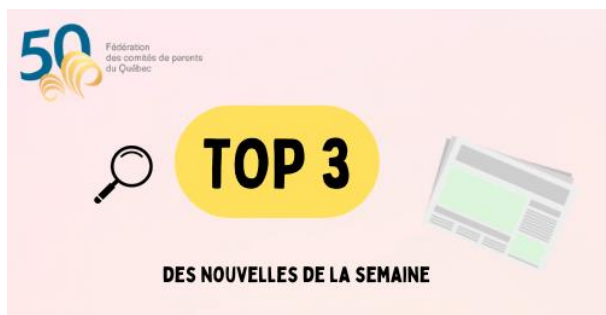 50
Fédération
des comités de parents
du Québec
TOP 3
DES NOUVELLES DE LA SEMAINE